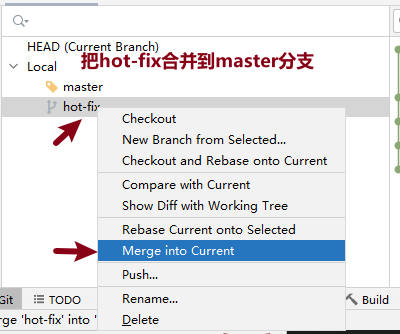 HEAD (Current Branch)
把hot-fix合并到master分支
Local
master
hot-fix
Checkout
New Branch from Selected...
Checkout and Rebase onto Current
Compare with Current
Show Diff with Working Tree
Rebase Current onto Selected
Merge into Current
Push...
Rename...
Delete
Git
TODO
Build
rge 'hot-fix' into '